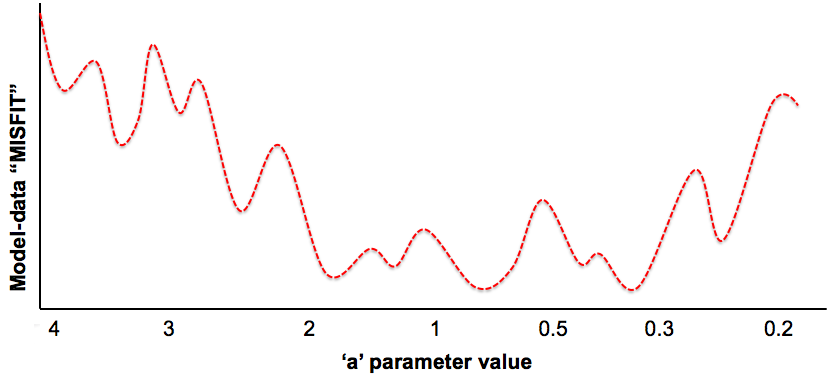 Model-data “MISFIT”
4 3 2 1 0.5 0.3 0.2
‘a’ parameter value